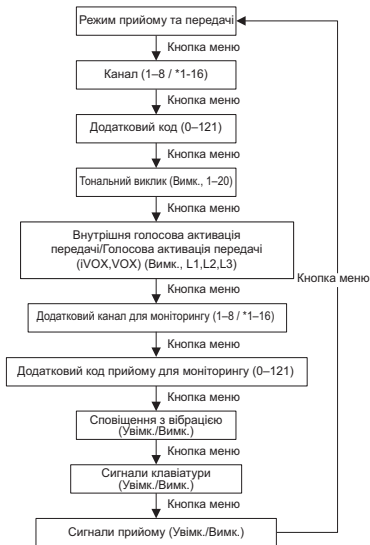 Режим прийому та передачі
Кнопка меню
Канал (1–8 / *1-16)
Кнопка меню
Додатковий код (0–121)
Кнопка меню
Тональний виклик (Вимк., 1–20)
Кнопка меню
Внутрішня голосова активація
передачі/Голосова активація передачі
(iVOX,VOX) (Вимк., L1,L2,L3)
Кнопка меню
Кнопка меню
Додатковий канал для моніторингу (1–8 / *1–16)
Кнопка меню
Додатковий код прийому для моніторингу (0–121)
Кнопка меню
Сповіщення з вібрацією
(Увімк./Вимк.)
Кнопка меню
Сигнали клавіатури
(Увімк./Вимк.)
Кнопка меню
Сигнали прийому (Увімк./Вимк.)